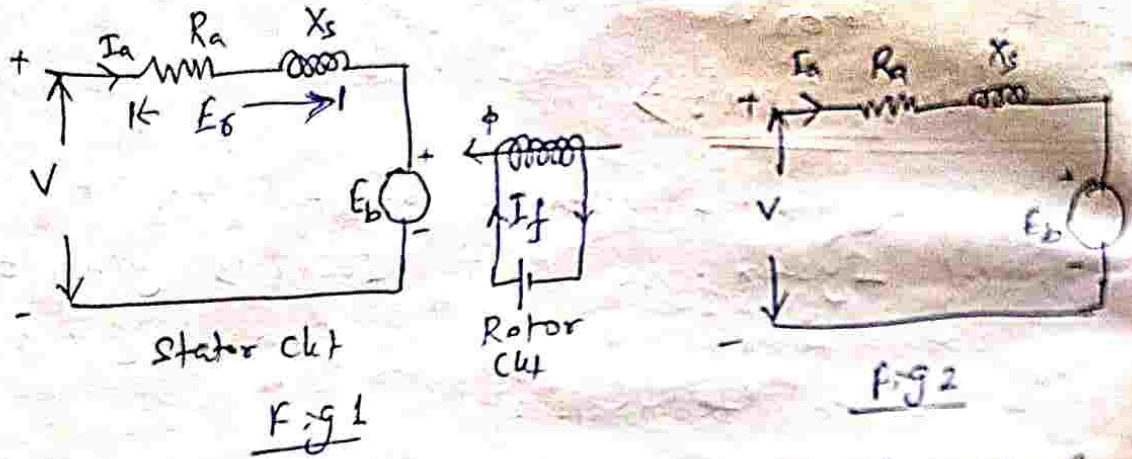 + Ia Ra Xs
Er
V
Eb
+
-
-
Stator Ckt
Fig 1
φ
If
Rotor
Ckt
+ Ia Ra Xs
V
Eb
+
-
-
Fig 2